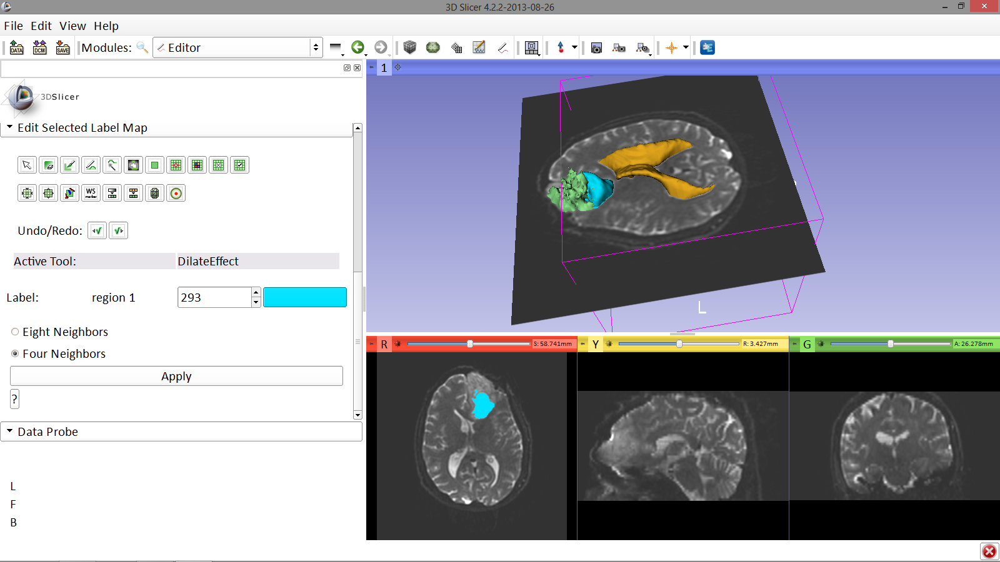 3D Slicer 4.2.2-2013-08-26
File Edit View Help
DATA DCM SAVE Modules: Editor
1
3DSlicer
Edit Selected Label Map
WS marker
Undo/Redo:
Active Tool: DilateEffect
Label: region 1 293
Eight Neighbors
Four Neighbors
Apply
?
Data Probe
L
F
B
L
R S: 58.741mm
Y R: 3.427mm
G A: 26.278mm